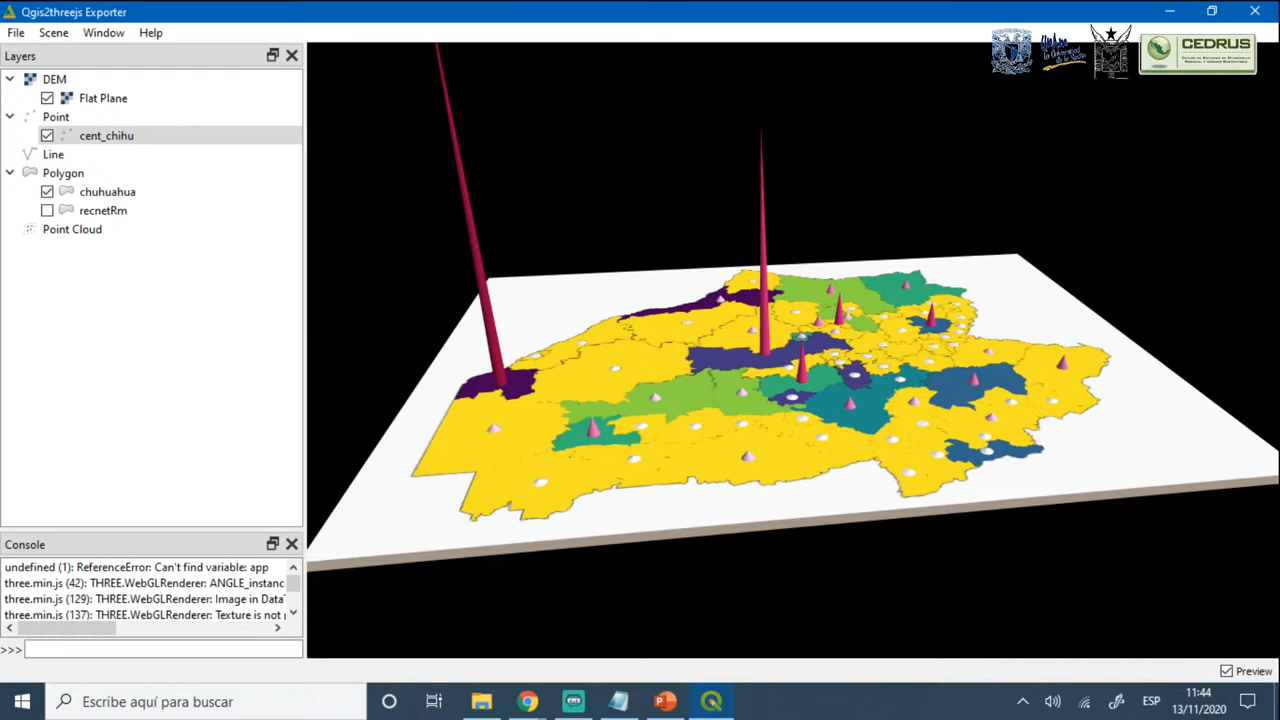 Qgis2threejs Exporter
File Scene Window Help
CEDRUS
Layers
DEM
Flat Plane
Point
cent_chihu
Line
Polygon
chuhuahua
recnetRm
Point Cloud
Console
undefined (1): ReferenceError: Can't find variable: app
three.min.js (42): THREE.WebGLRenderer: ANGLE_instanc
three.min.js (129): THREE.WebGLRenderer: Image in DataT
three.min.js (137): THREE.WebGLRenderer: Texture is not
>>>
Preview
Escribe aquí para buscar
ESP
11:44
13/11/2020